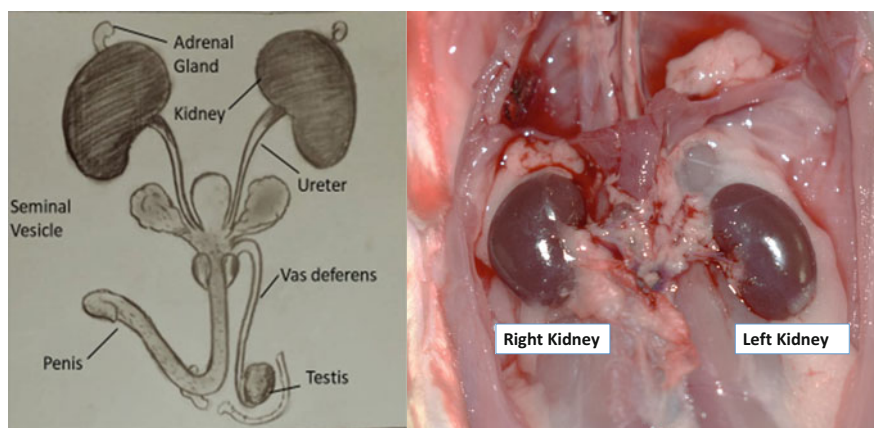 Adrenal
Gland
Kidney
Ureter
Seminal
Vesicle
Vas deferens
Penis
Testis
Right Kidney
Left Kidney